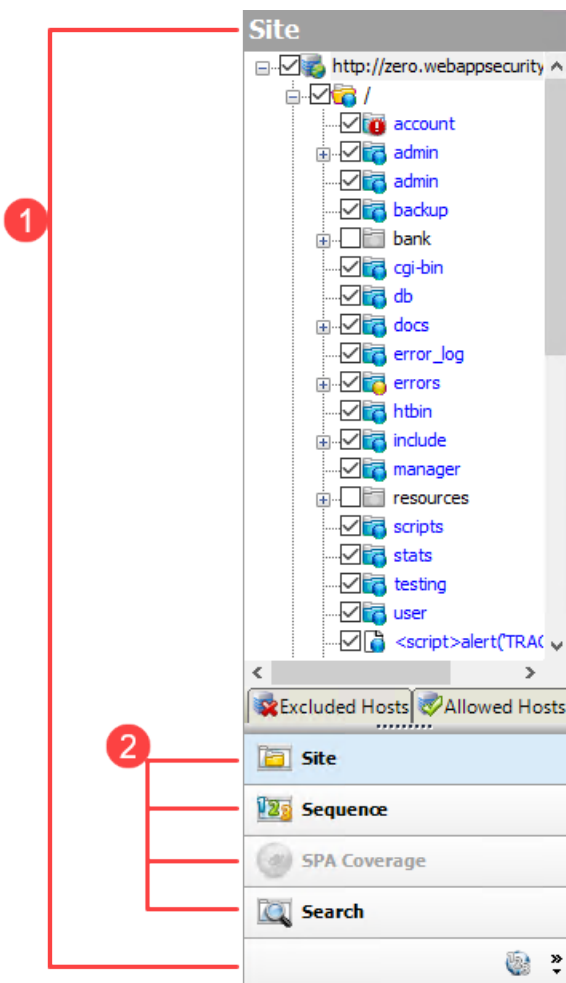 Site
http://zero.webappsecurity
/
account
admin
admin
backup
1
bank
cgi-bin
db
docs
error_log
errors
htbin
include
manager
resources
scripts
stats
testing
user
<script>alert('TRAC
Excluded Hosts Allowed Hosts
2
Site
123 Sequence
SPA Coverage
Search